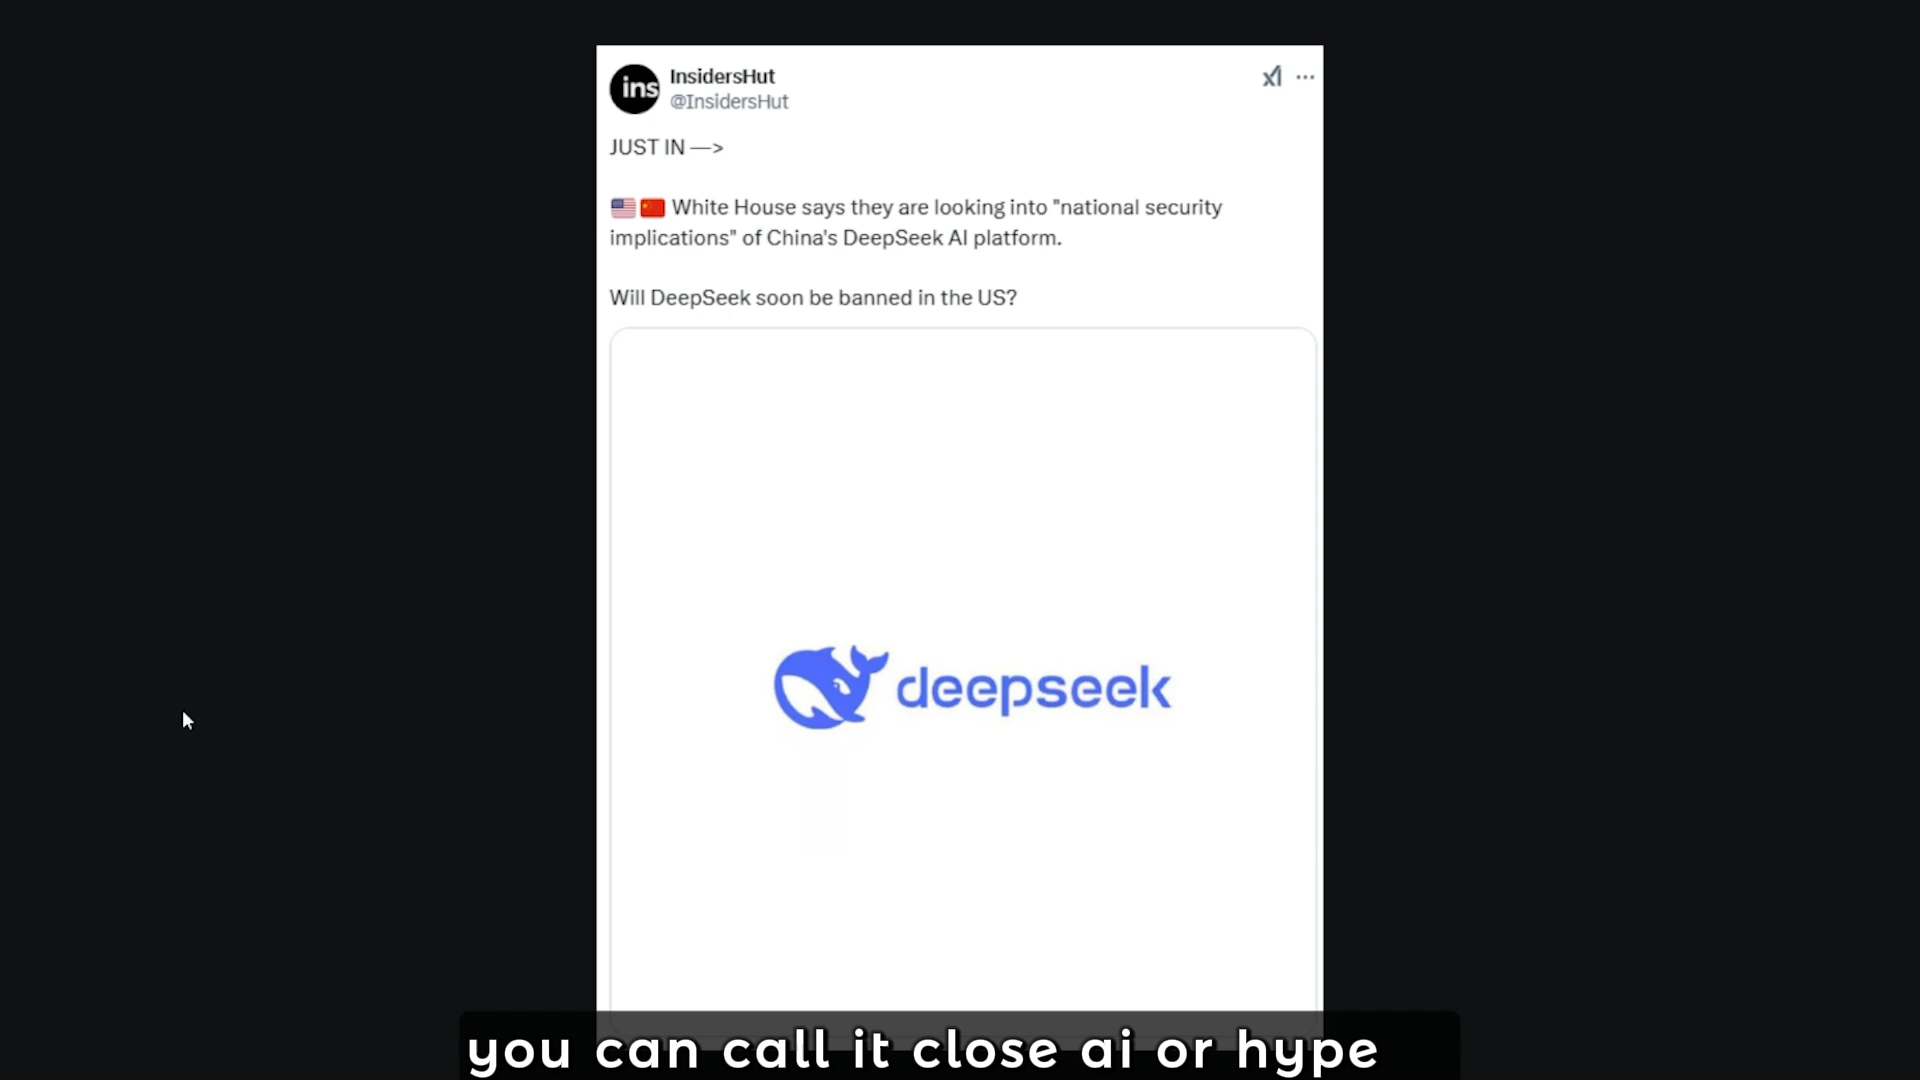 ins
InsidersHut
@InsidersHut
JUST IN —>
White House says they are looking into "national security
implications" of China's DeepSeek AI platform.
Will DeepSeek soon be banned in the US?
deepseek
you can call it close ai or hype